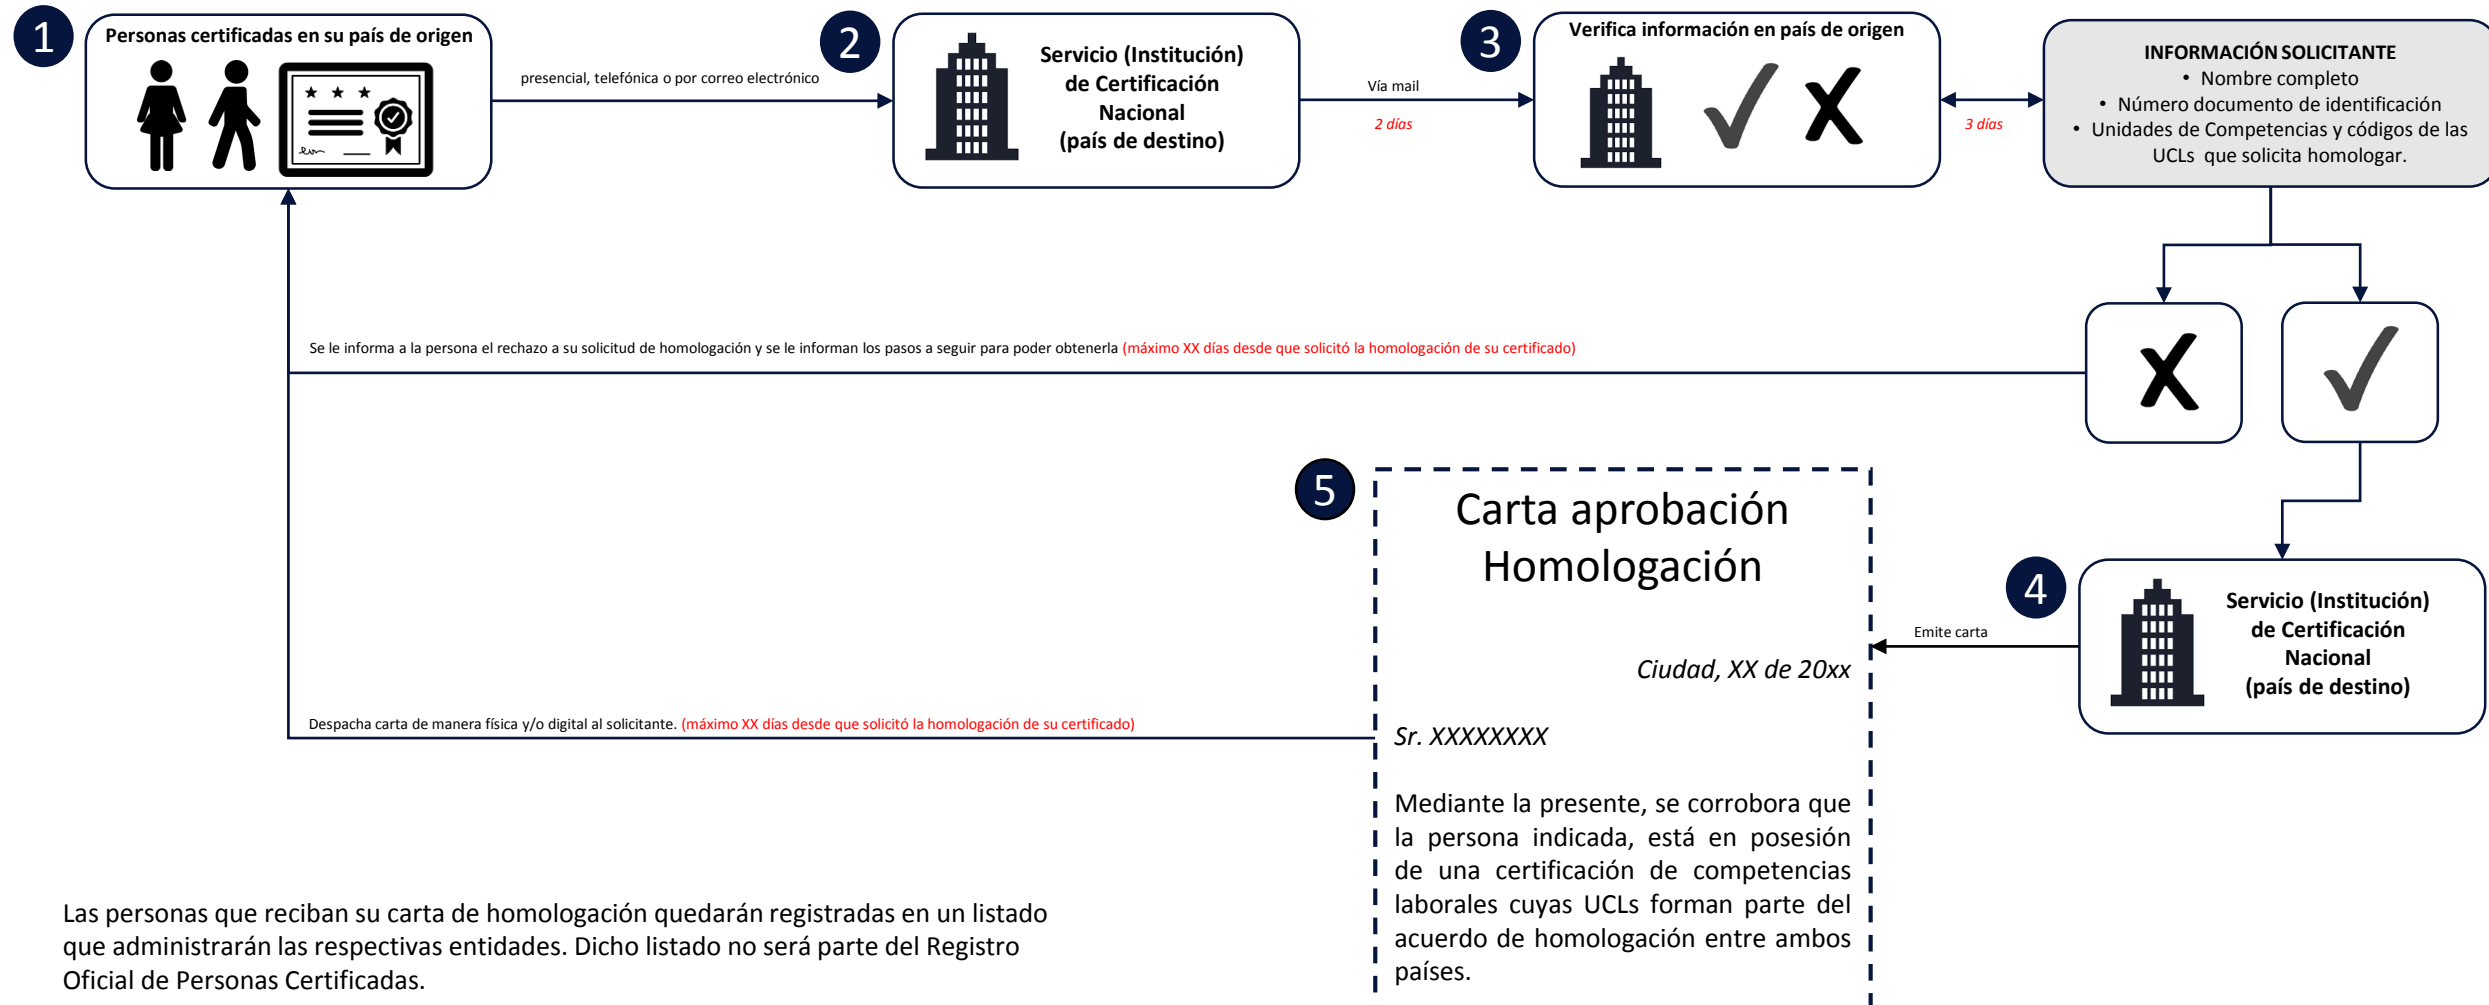 1
Personas certificadas en su país de origen
presencial, telefónica o por correo electrónico
2
Servicio (Institución)
de Certificación
Nacional
(país de destino)
Vía mail
2 días
3
Verifica información en país de origen
3 días
INFORMACIÓN SOLICITANTE
• Nombre completo
• Número documento de identificación
• Unidades de Competencias y códigos de las
UCLs que solicita homologar.
Se le informa a la persona el rechazo a su solicitud de homologación y se le informan los pasos a seguir para poder obtenerla (máximo XX días desde que solicitó la homologación de su certificado)
4
Servicio (Institución)
de Certificación
Nacional
(país de destino)
Emite carta
5
Carta aprobación
Homologación
Ciudad, XX de 20xx
Sr. XXXXXXXX
Mediante la presente, se corrobora que
la persona indicada, está en posesión
de una certificación de competencias
laborales cuyas UCLs forman parte del
acuerdo de homologación entre ambos
países.
Despacha carta de manera física y/o digital al solicitante. (máximo XX días desde que solicitó la homologación de su certificado)
Las personas que reciban su carta de homologación quedarán registradas en un listado
que administrarán las respectivas entidades. Dicho listado no será parte del Registro
Oficial de Personas Certificadas.